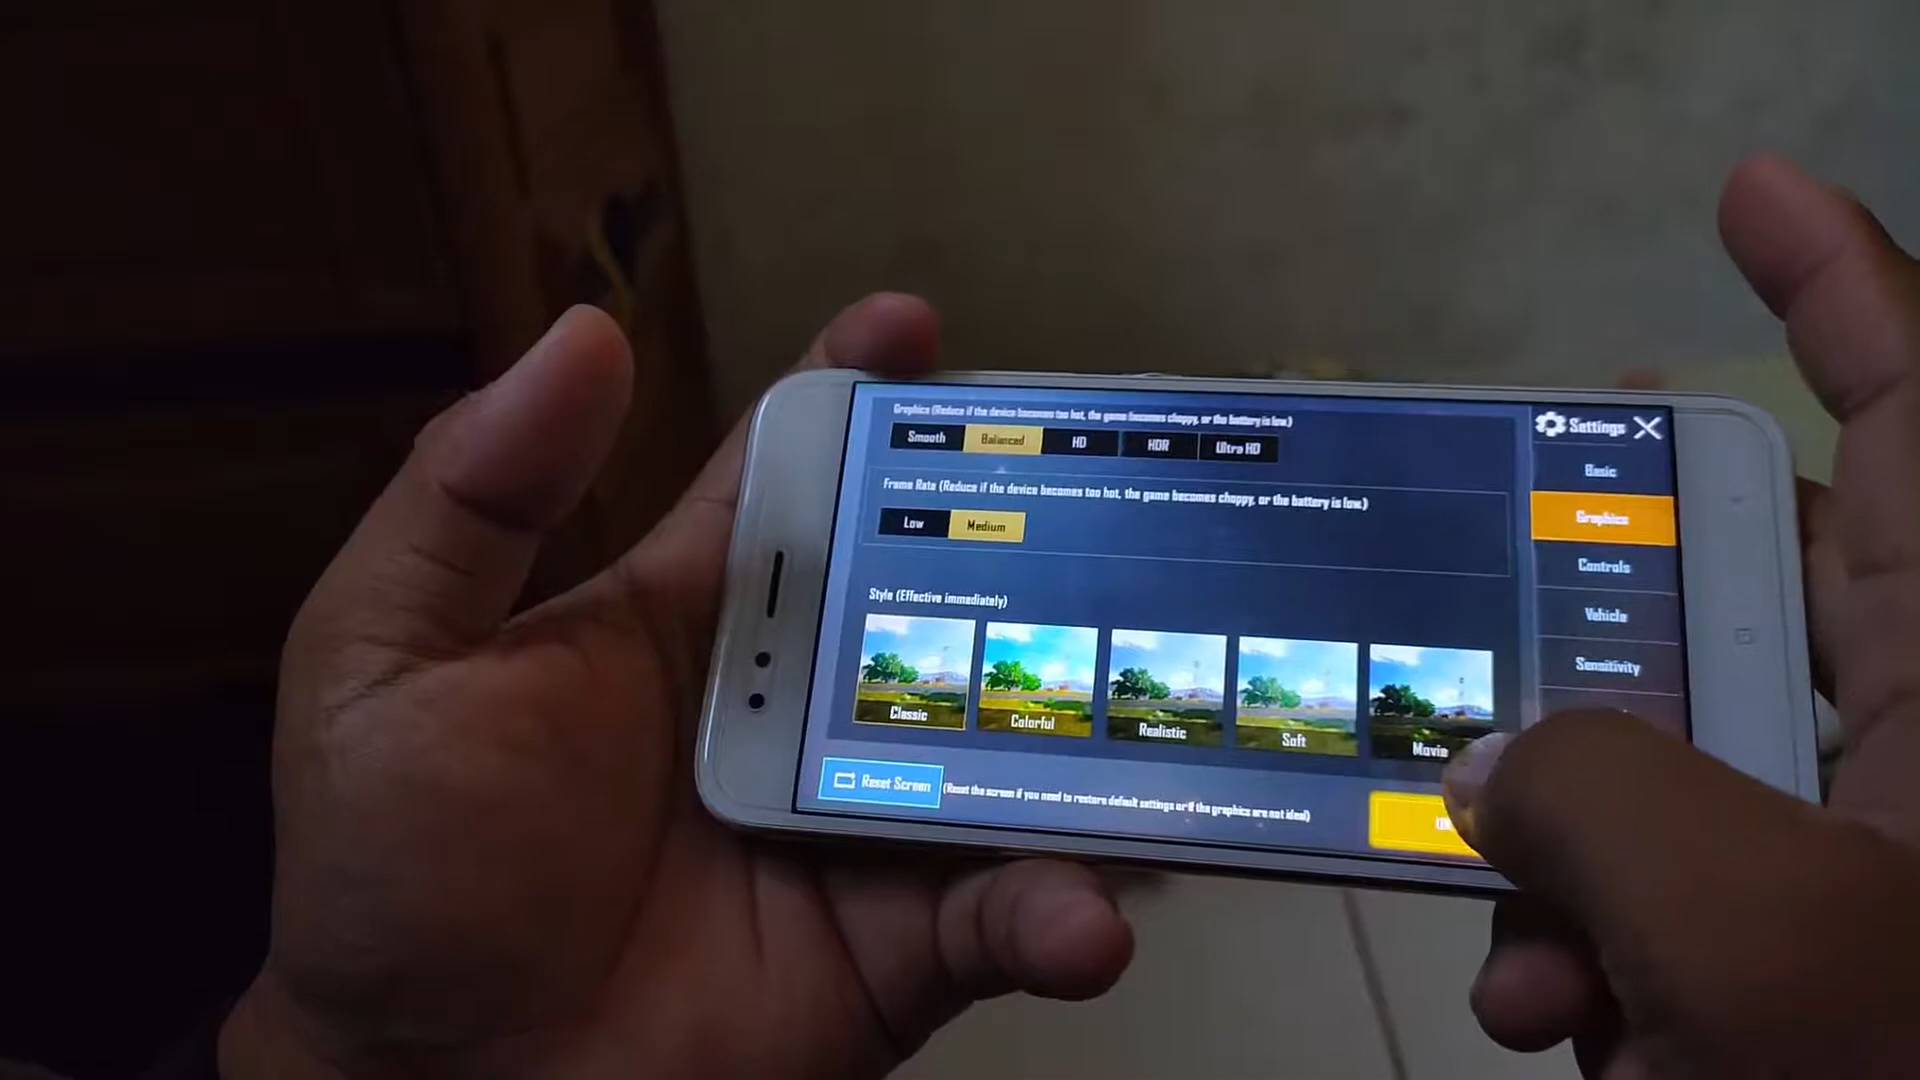 Graphics (Reduce if the device becomes too hot, the game becomes choppy, or the battery is low.)
Smooth Balanced HD HDR Ultra HD
Frame Rate (Reduce if the device becomes too hot, the game becomes choppy, or the battery is low.)
Low Medium
Style (Effective immediately)
Classic Colorful Realistic Soft Movie
Reset Screen (Reset the screen if you need to restore default settings or if the graphics are not ideal)
Settings
Basic
Graphics
Controls
Vehicle
Sensitivity